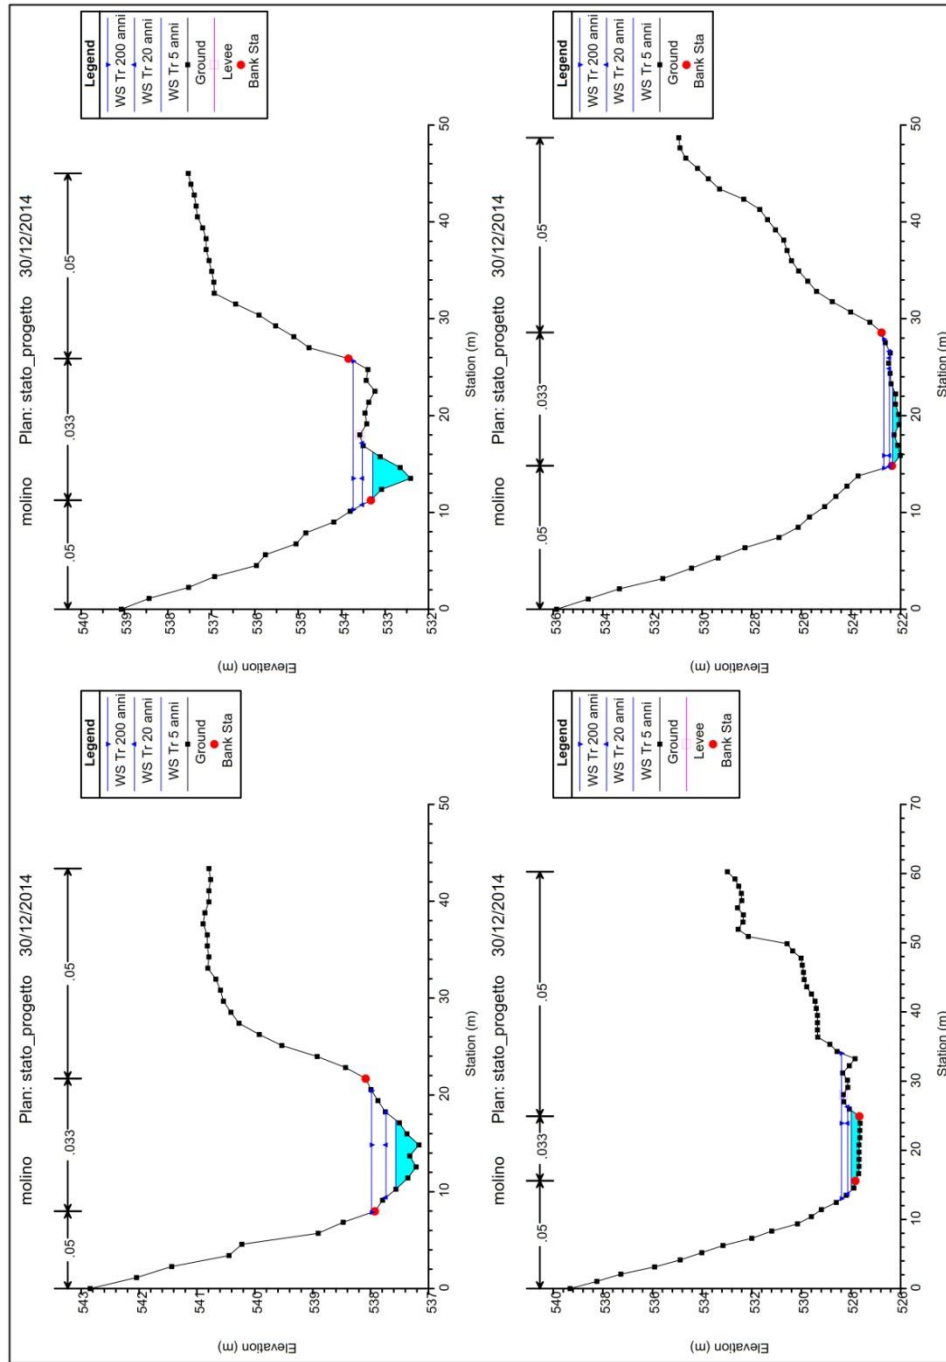 molino Plan: stato_progetto 30/12/2014
.05
.033
.05
543
542
541
540
539
538
537
Elevation (m)
0 10 20 30 40 50
Station (m)
Legend
WS Tr 200 anni
WS Tr 20 anni
WS Tr 5 anni
Ground
Bank Sta
molino Plan: stato_progetto 30/12/2014
.05
.033
.05
540
539
538
537
536
535
534
533
532
Elevation (m)
0 10 20 30 40 50
Station (m)
Legend
WS Tr 200 anni
WS Tr 20 anni
WS Tr 5 anni
Ground
Levee
Bank Sta
molino Plan: stato_progetto 30/12/2014
.05
.033
.05
540
538
536
534
532
530
528
526
Elevation (m)
0 10 20 30 40 50 60 70
Station (m)
Legend
WS Tr 200 anni
WS Tr 20 anni
WS Tr 5 anni
Ground
Levee
Bank Sta
molino Plan: stato_progetto 30/12/2014
.05
.033
.05
536
534
532
530
528
526
524
522
Elevation (m)
0 10 20 30 40 50
Station (m)
Legend
WS Tr 200 anni
WS Tr 20 anni
WS Tr 5 anni
Ground
Bank Sta